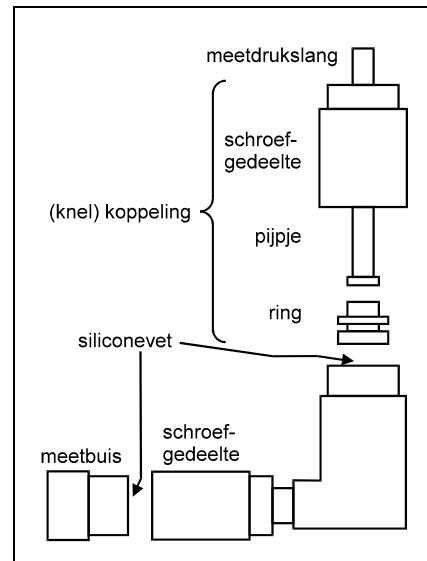 meetdrukslang
schroef-
gedeelte
(knel) koppeling
pijpje
ring
siliconevet
schroef-
gedeelte
meetbuis